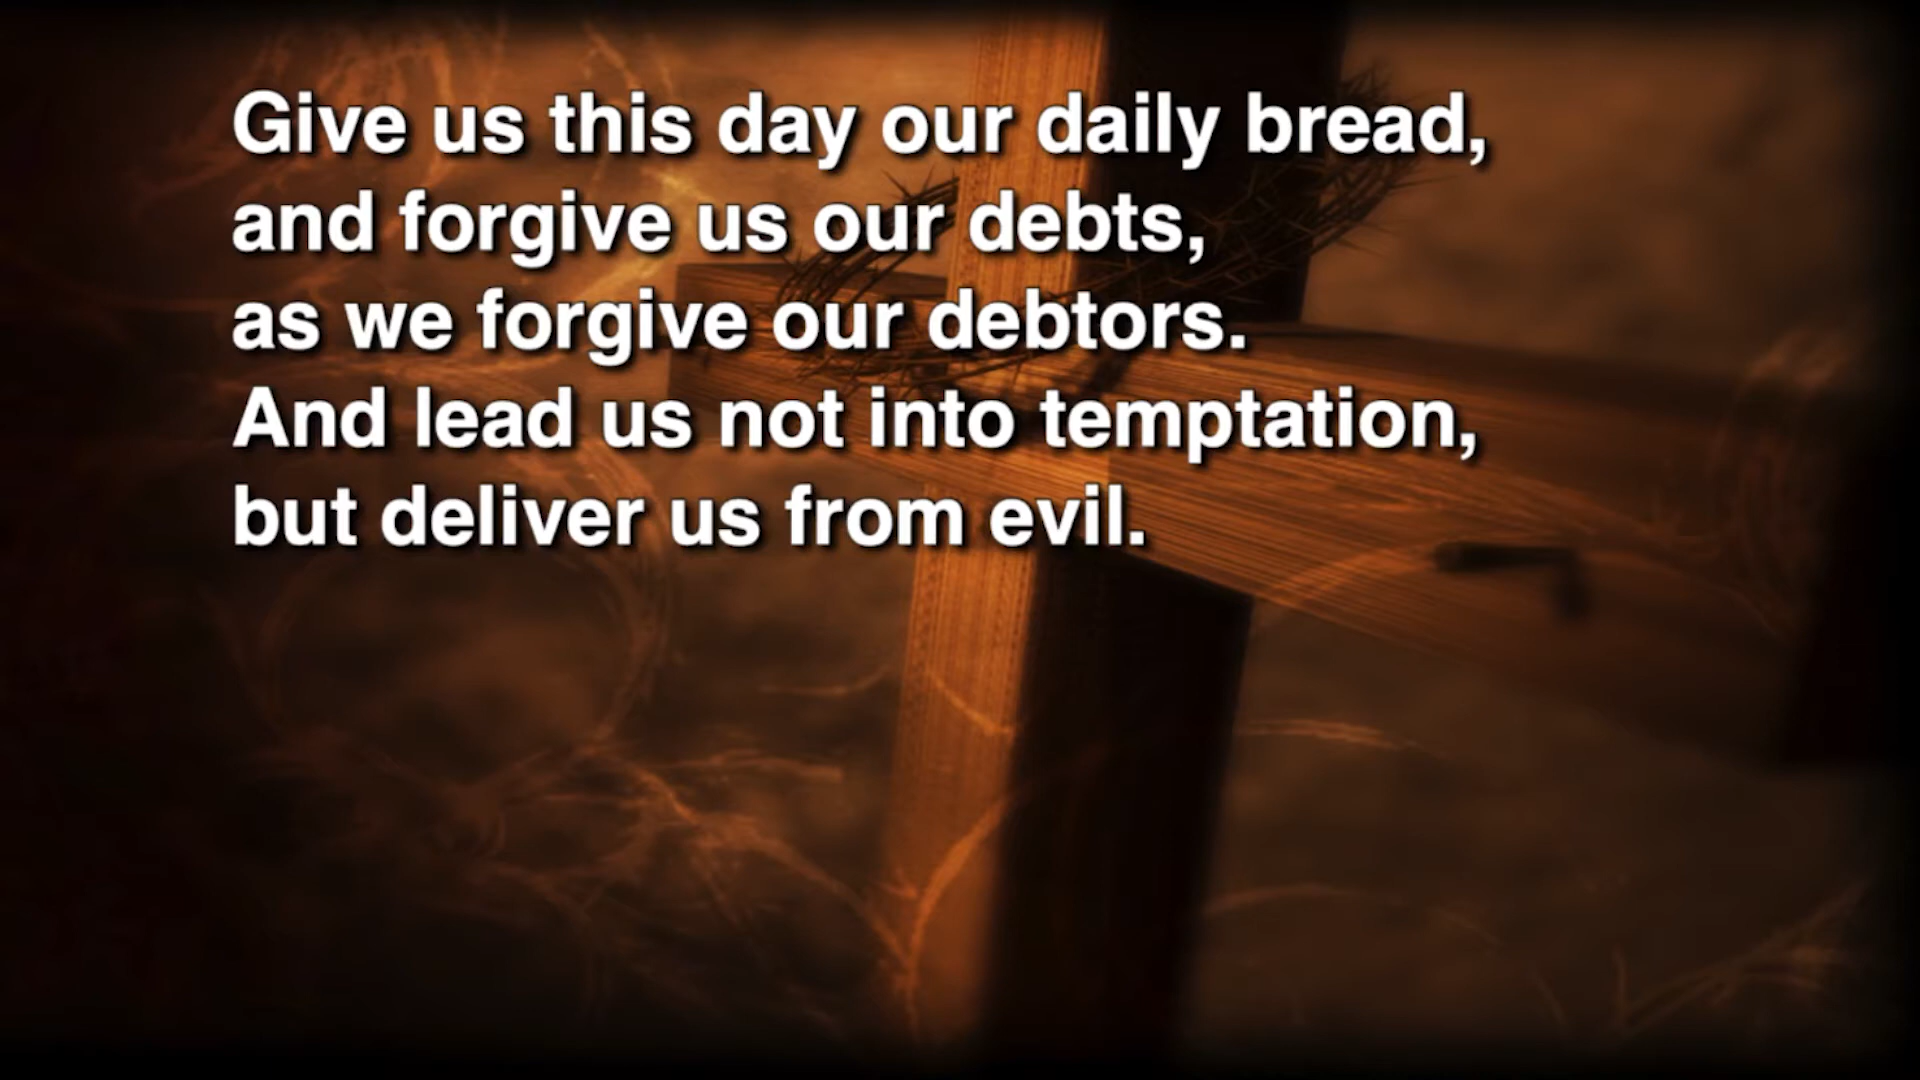 Give us this day our daily bread,
and forgive us our debts,
as we forgive our debtors.
And lead us not into temptation,
but deliver us from evil.